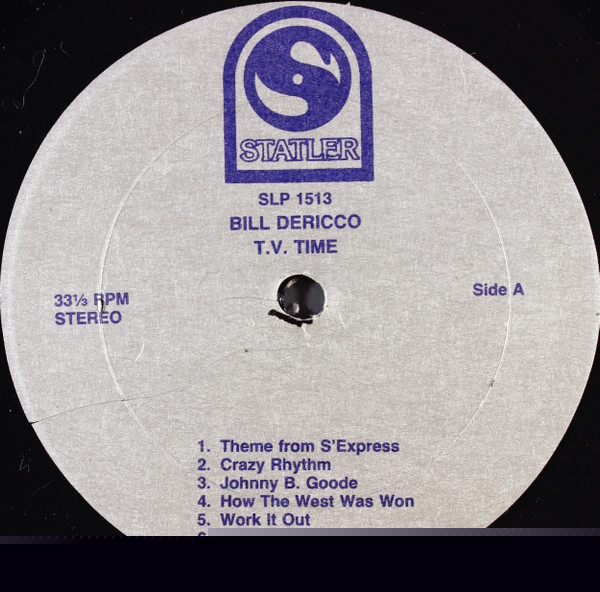 STATLER
SLP 1513
BILL DERICCO
T.V. TIME
33⅓ RPM
STEREO
Side A
1. Theme from S'Express
2. Crazy Rhythm
3. Johnny B. Goode
4. How The West Was Won
5. Work It Out